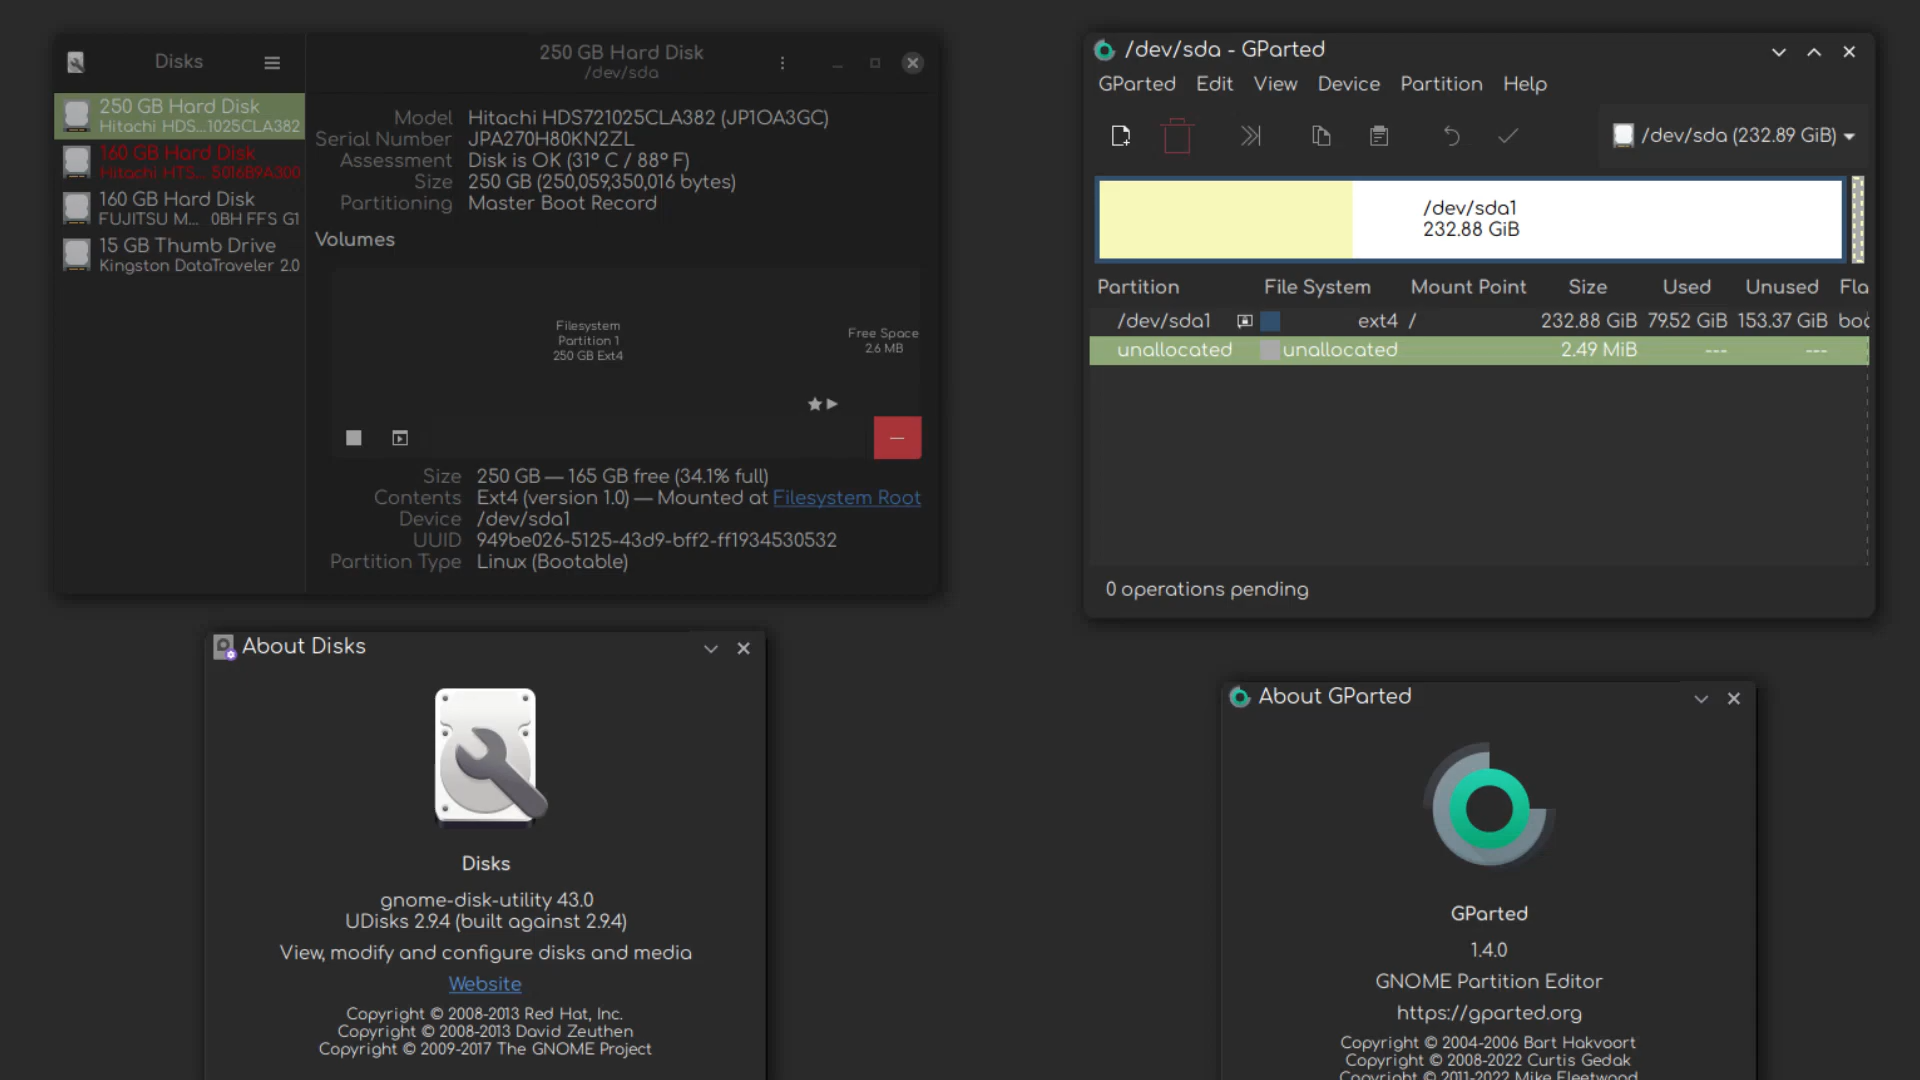 Disks
250 GB Hard Disk
Hitachi HDS...1025CLA382
160 GB Hard Disk
Hitachi HTS... 5016B9A300
160 GB Hard Disk
FUJITSU M... 0BH FFS G1
15 GB Thumb Drive
Kingston DataTraveler 2.0
250 GB Hard Disk
/dev/sda
Model Hitachi HDS721025CLA382 (JP1OA3GC)
Serial Number JPA270H80KN2ZL
Assessment Disk is OK (31° C / 88° F)
Size 250 GB (250,059,350,016 bytes)
Partitioning Master Boot Record
Volumes
Filesystem
Partition 1
250 GB Ext4
Free Space
2.6 MB
Size 250 GB — 165 GB free (34.1% full)
Contents Ext4 (version 1.0) — Mounted at Filesystem Root
Device /dev/sda1
UUID 949be026-5125-43d9-bff2-ff1934530532
Partition Type Linux (Bootable)
/dev/sda - GParted
GParted Edit View Device Partition Help
/dev/sda (232.89 GiB)
/dev/sda1
232.88 GiB
Partition File System Mount Point Size Used Unused Fla
/dev/sda1 ext4 / 232.88 GiB 79.52 GiB 153.37 GiB boo
unallocated unallocated 2.49 MiB --- ---
0 operations pending
About Disks
Disks
gnome-disk-utility 43.0
UDisks 2.9.4 (built against 2.9.4)
View, modify and configure disks and media
Website
Copyright © 2008-2013 Red Hat, Inc.
Copyright © 2008-2013 David Zeuthen
Copyright © 2009-2017 The GNOME Project
About GParted
GParted
1.4.0
GNOME Partition Editor
https://gparted.org
Copyright © 2004-2006 Bart Hakvoort
Copyright © 2008-2022 Curtis Gedak
Copyright © 2011-2022 Mike Fleetwood